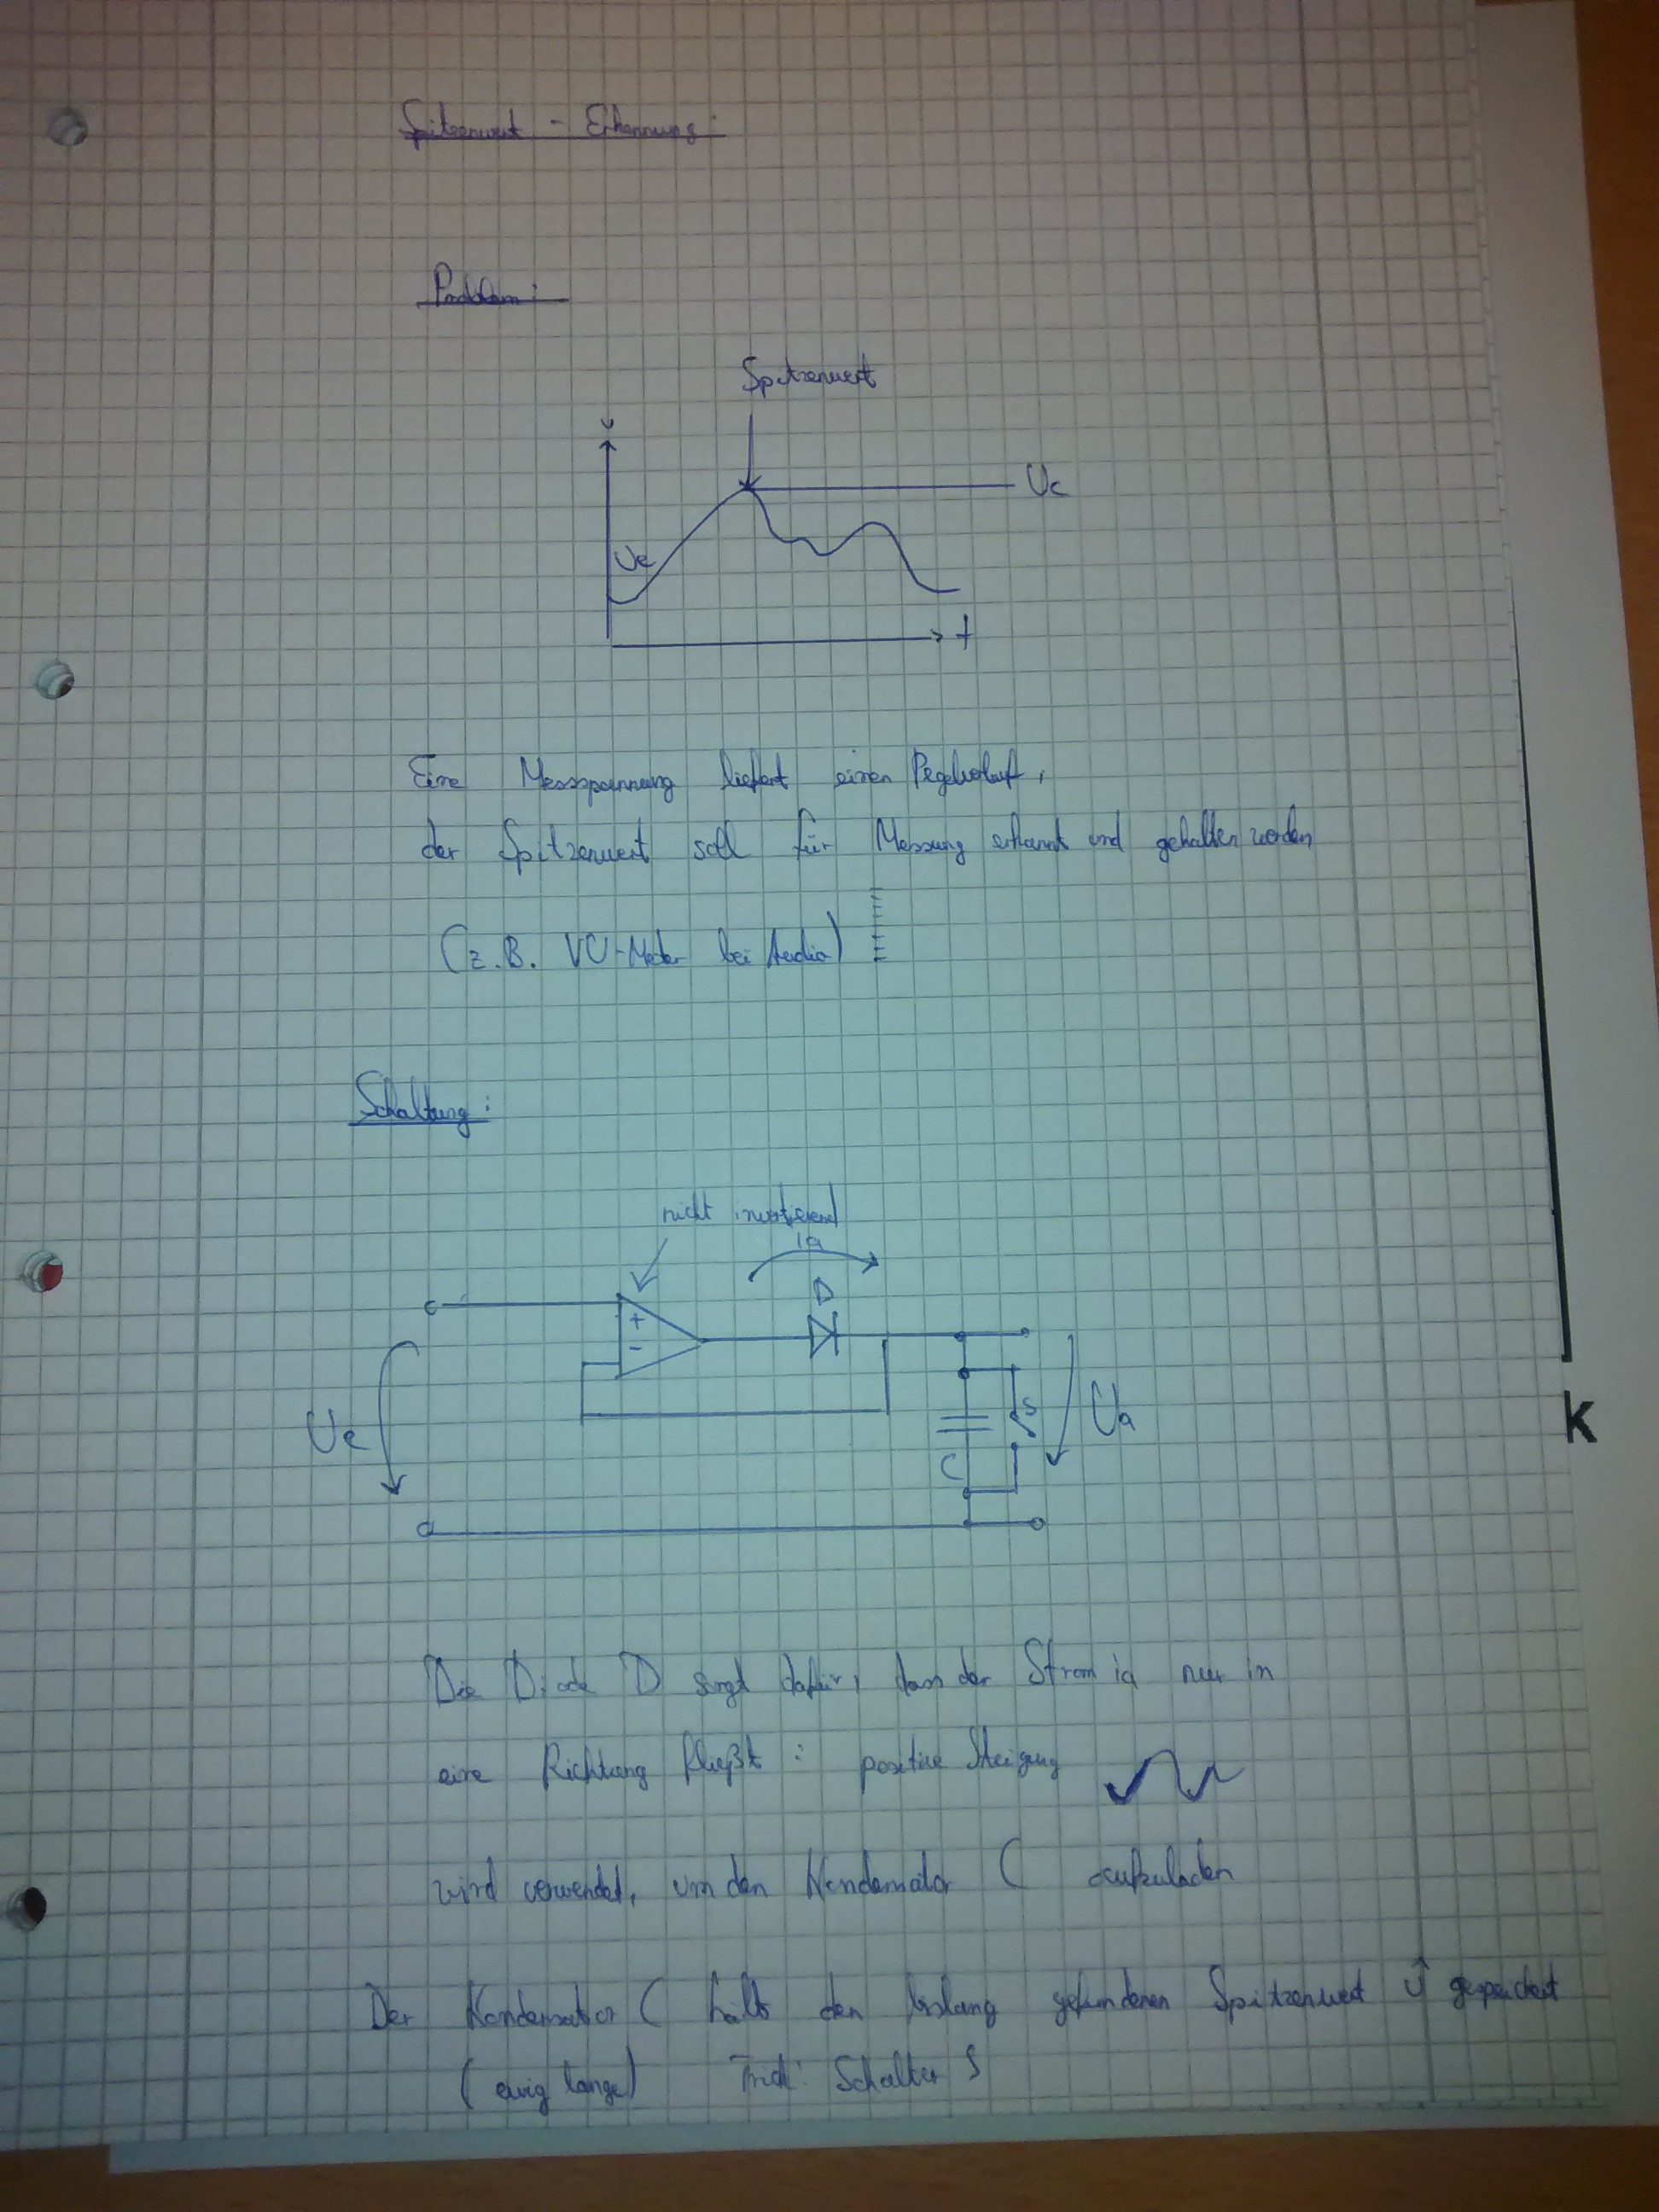 Spitzenwert - Erkennung:
Problem:
Spitzenwert
U
Uc
Ue
t
Eine Messspannung liefert einen Pegelverlauf,
der Spitzenwert soll für Messung erkannt und gehalten werden
(z.B. VU-Meter bei Audio)
Schaltung:
nicht invertierend
ia
D
+
-
S
Ue
Ua
C
k
Die Diode D sorgt dafür, dass der Strom ia nur in
eine Richtung fließt : positive Steigung
wird verwendet, um den Kondensator C aufzuladen
Der Kondensator C hält den bislang gefundenen Spitzenwert Û gespeichert
(ewig lange) Trick: Schalter S